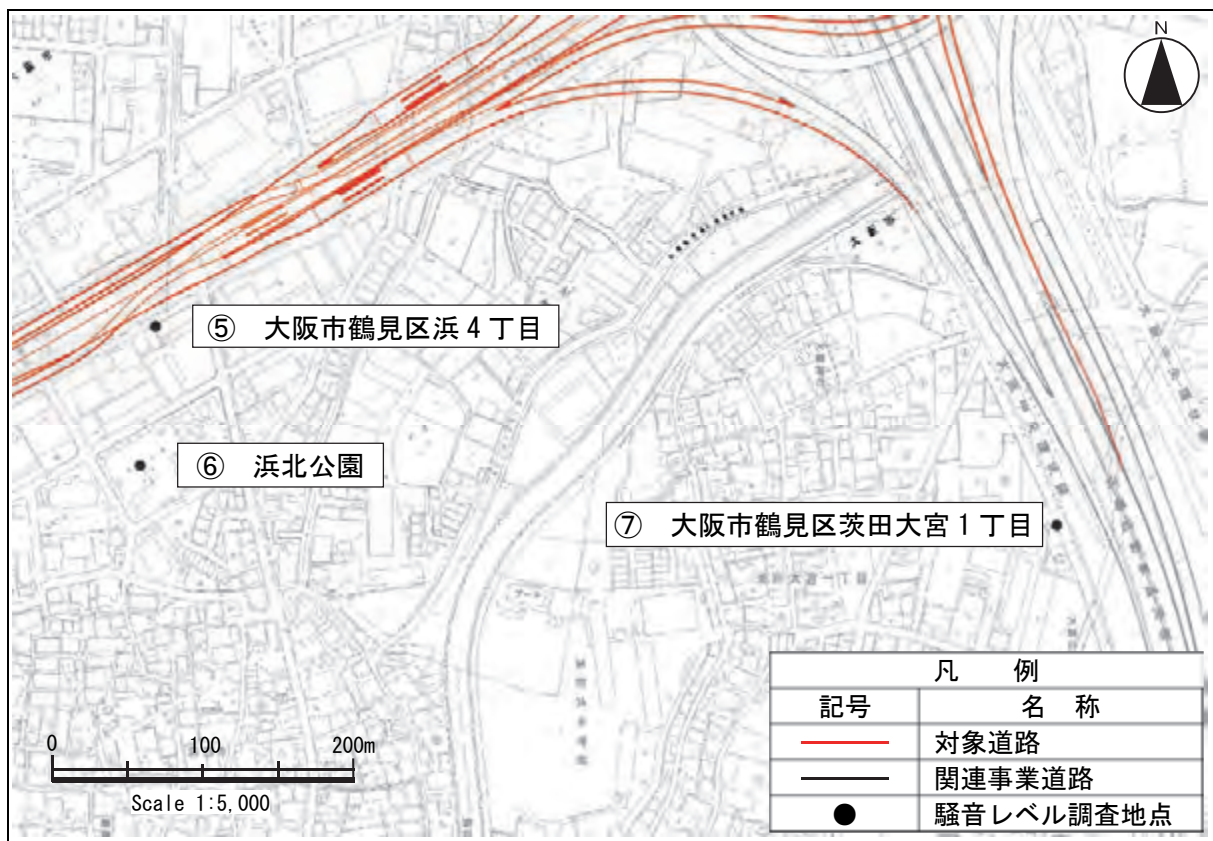 N
⑤ 大阪市鶴見区浜4丁目
⑥ 浜北公園
⑦ 大阪市鶴見区茨田大宮1丁目
0 100 200m
Scale 1:5,000
凡 例
記号 名 称
対象道路
関連事業道路
騒音レベル調査地点